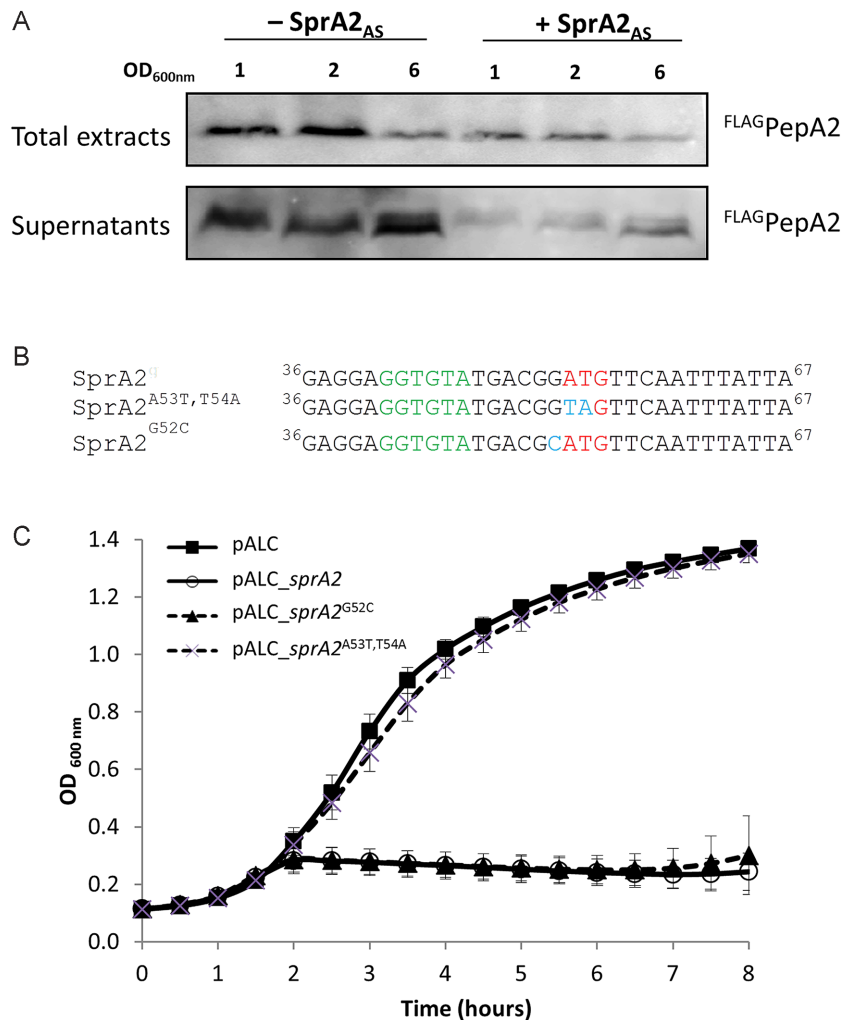 A
– SprA2AS
+ SprA2AS
OD600nm 1 2 6 1 2 6
Total extracts FLAGPepA2
Supernatants FLAGPepA2
B
SprA2 36GAGGAGGTGTATGACGGATGTTCAATTTATTA67
SprA2A53T,T54A 36GAGGAGGTGTATGACGGTAGTTCAATTTATTA67
SprA2G52C 36GAGGAGGTGTATGACGCATGTTCAATTTATTA67
C
pALC
pALC_sprA2
pALC_sprA2G52C
pALC_sprA2A53T,T54A
OD 600 nm
1.4
1.2
1.0
0.8
0.6
0.4
0.2
0.0
0 1 2 3 4 5 6 7 8
Time (hours)